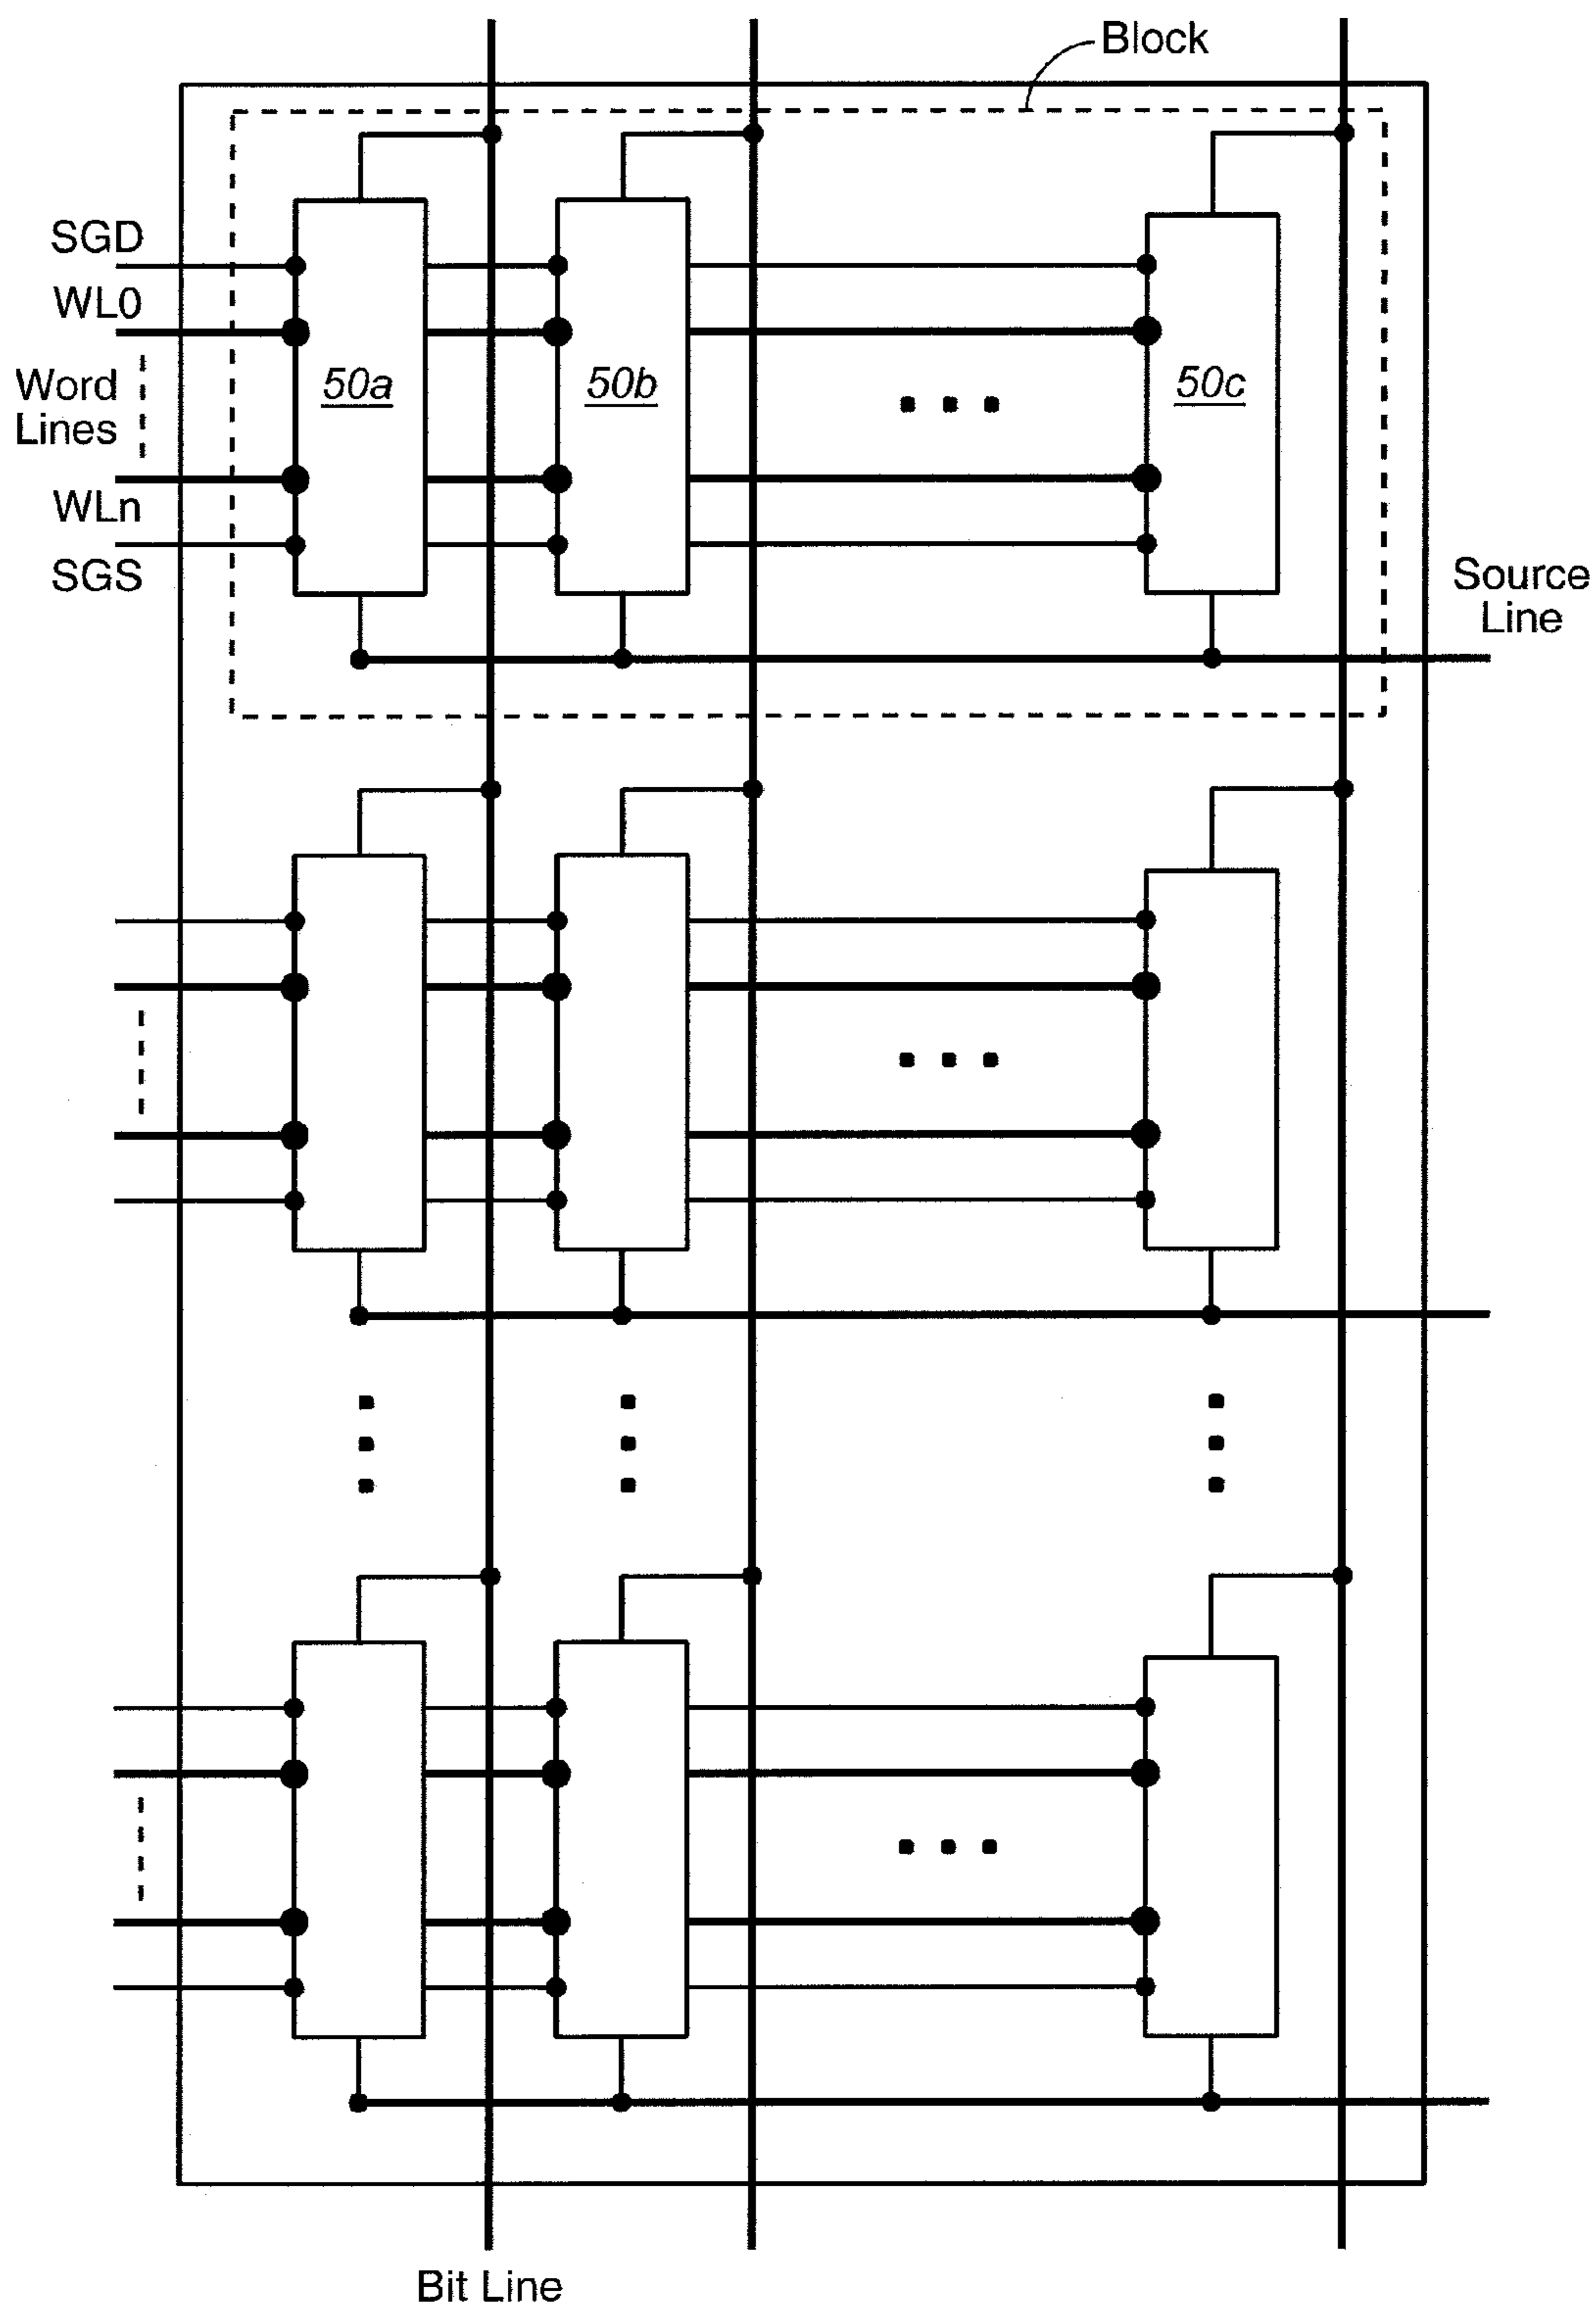 Block
SGD
WL0
Word
Lines
50a
50b
50c
WLn
SGS
Source
Line
Bit Line